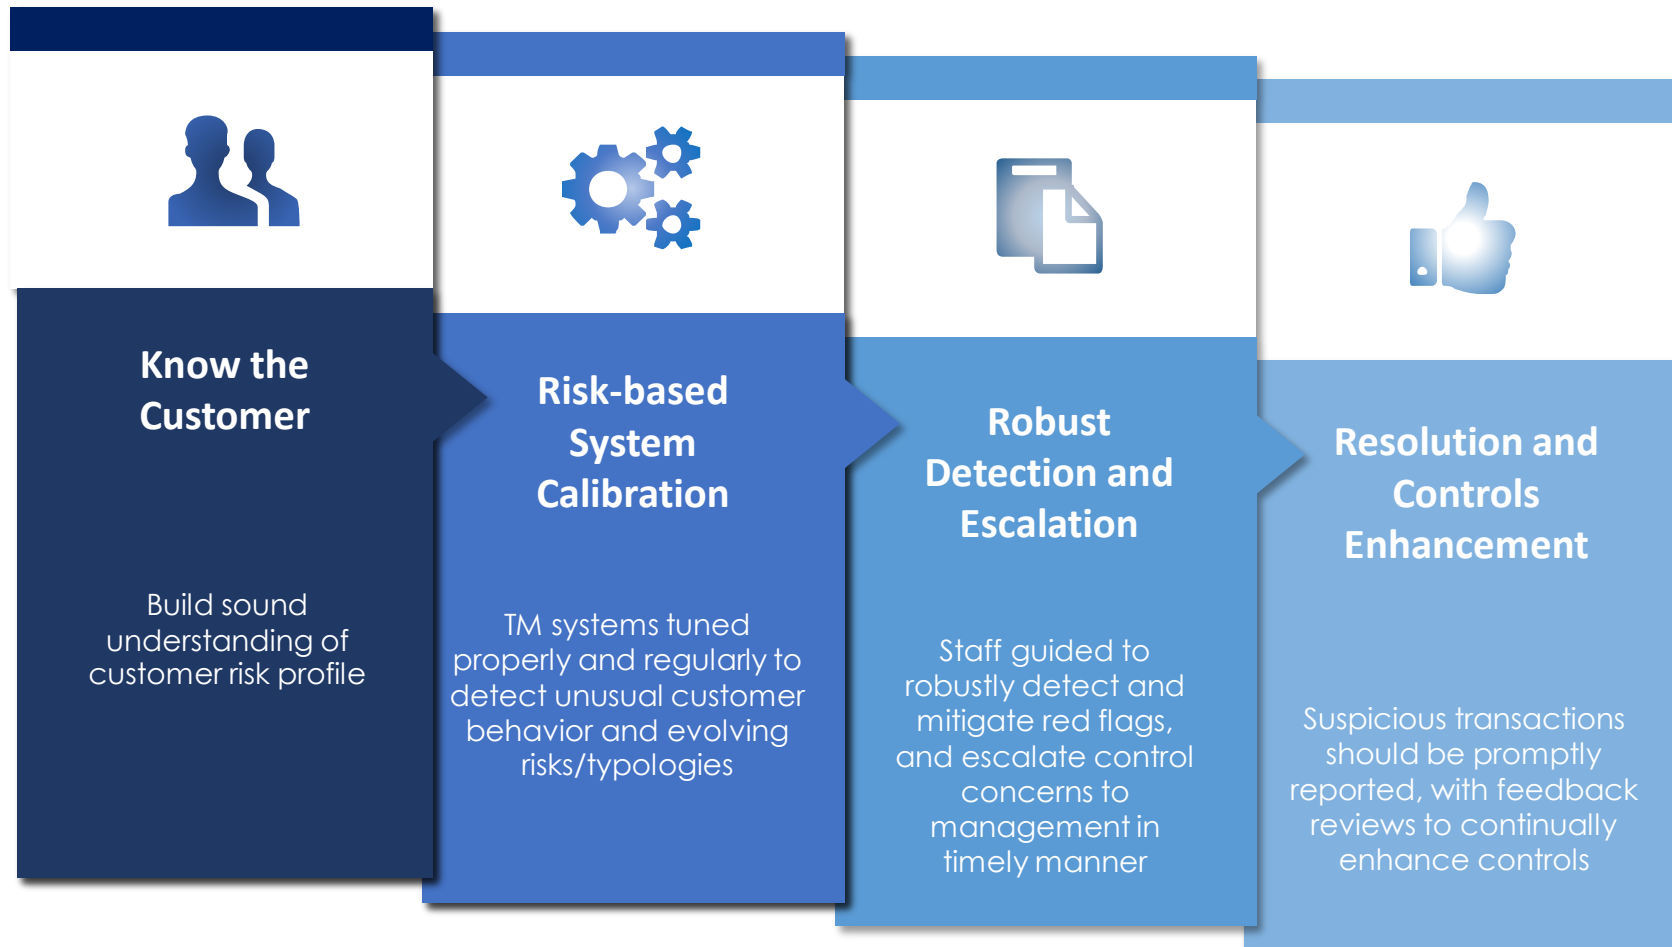 Know the
Customer
Build sound
understanding of
customer risk profile
Risk-based
System
Calibration
TM systems tuned
properly and regularly to
detect unusual customer
behavior and evolving
risks/typologies
Robust
Detection and
Escalation
Staff guided to
robustly detect and
mitigate red flags,
and escalate control
concerns to
management in
timely manner
Resolution and
Controls
Enhancement
Suspicious transactions
should be promptly
reported, with feedback
reviews to continually
enhance controls